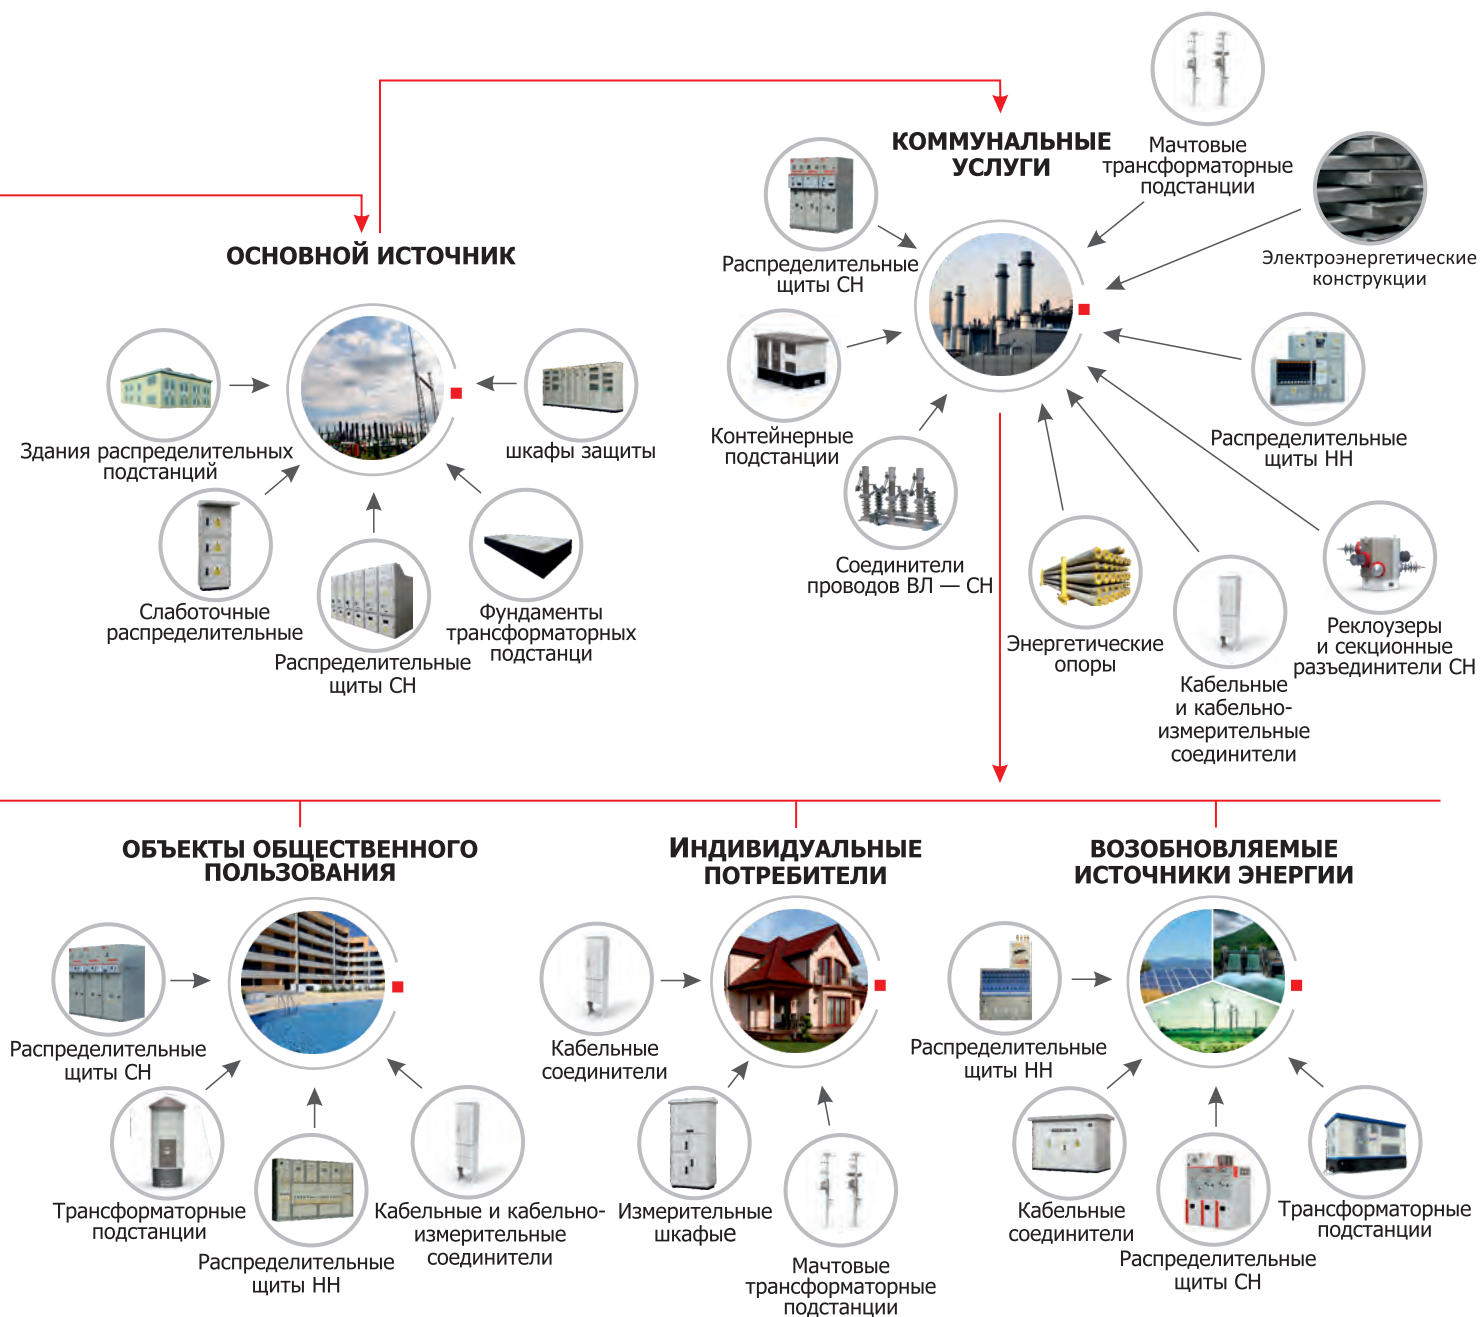 КОММУНАЛЬНЫЕ
УСЛУГИ
Мачтовые
трансформаторные
подстанции
Электроэнергетические
конструкции
Распределительные
щиты СН
ОСНОВНОЙ ИСТОЧНИК
Здания распределительных
подстанций
шкафы защиты
Контейнерные
подстанции
Распределительные
щиты НН
Слаботочные
распределительные
Распределительные
щиты СН
Фундаменты
трансформаторных
подстанци
Соединители
проводов ВЛ — СН
Энергетические
опоры
Кабельные
и кабельно-
измерительные
соединители
Реклоузеры
и секционные
разъединители СН
ОБЪЕКТЫ ОБЩЕСТВЕННОГО
ПОЛЬЗОВАНИЯ
Распределительные
щиты СН
Трансформаторные
подстанции
Распределительные
щиты НН
Кабельные и кабельно-
измерительные
соединители
ИНДИВИДУАЛЬНЫЕ
ПОТРЕБИТЕЛИ
Кабельные
соединители
Измерительные
шкафые
Мачтовые
трансформаторные
подстанции
ВОЗОБНОВЛЯЕМЫЕ
ИСТОЧНИКИ ЭНЕРГИИ
Распределительные
щиты НН
Кабельные
соединители
Распределительные
щиты СН
Трансформаторные
подстанции